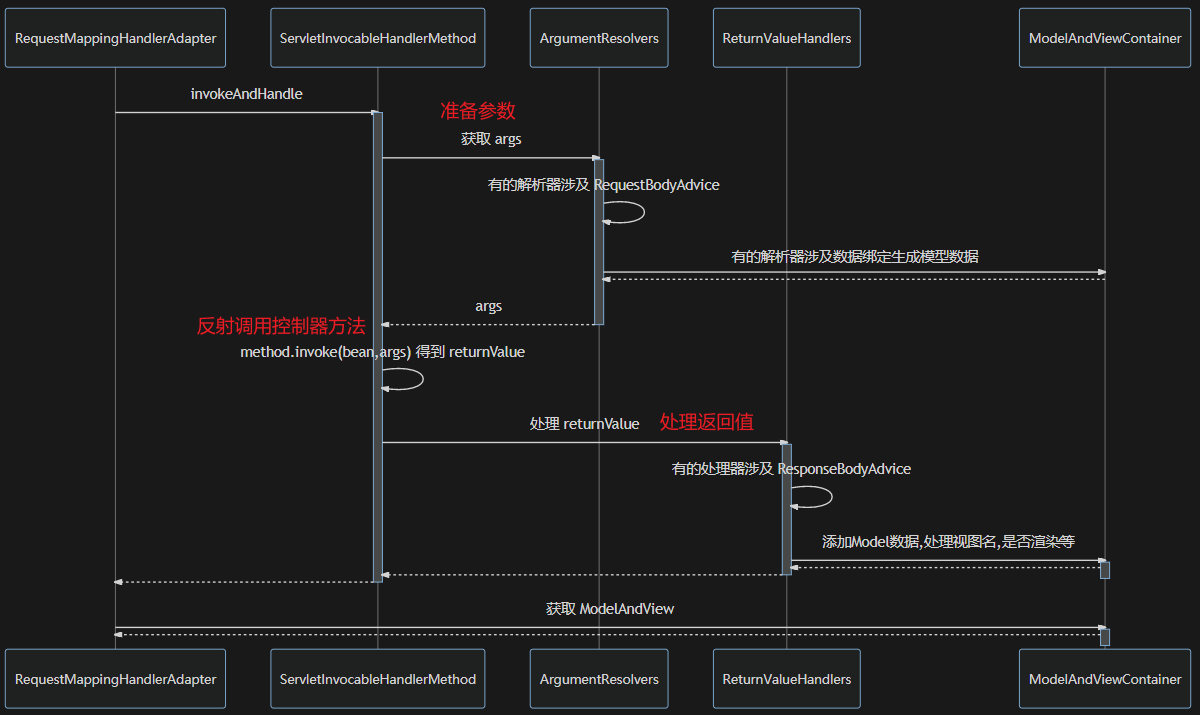 RequestMappingHandlerAdapter
ServletInvocableHandlerMethod
ArgumentResolvers
ReturnValueHandlers
ModelAndViewContainer
invokeAndHandle
准备参数
获取 args
有的解析器涉及 RequestBodyAdvice
有的解析器涉及数据绑定生成模型数据
args
反射调用控制器方法
method.invoke(bean,args) 得到 returnValue
处理 returnValue
处理返回值
有的处理器涉及 ResponseBodyAdvice
添加Model数据,处理视图名,是否渲染等
获取 ModelAndView
RequestMappingHandlerAdapter
ServletInvocableHandlerMethod
ArgumentResolvers
ReturnValueHandlers
ModelAndViewContainer